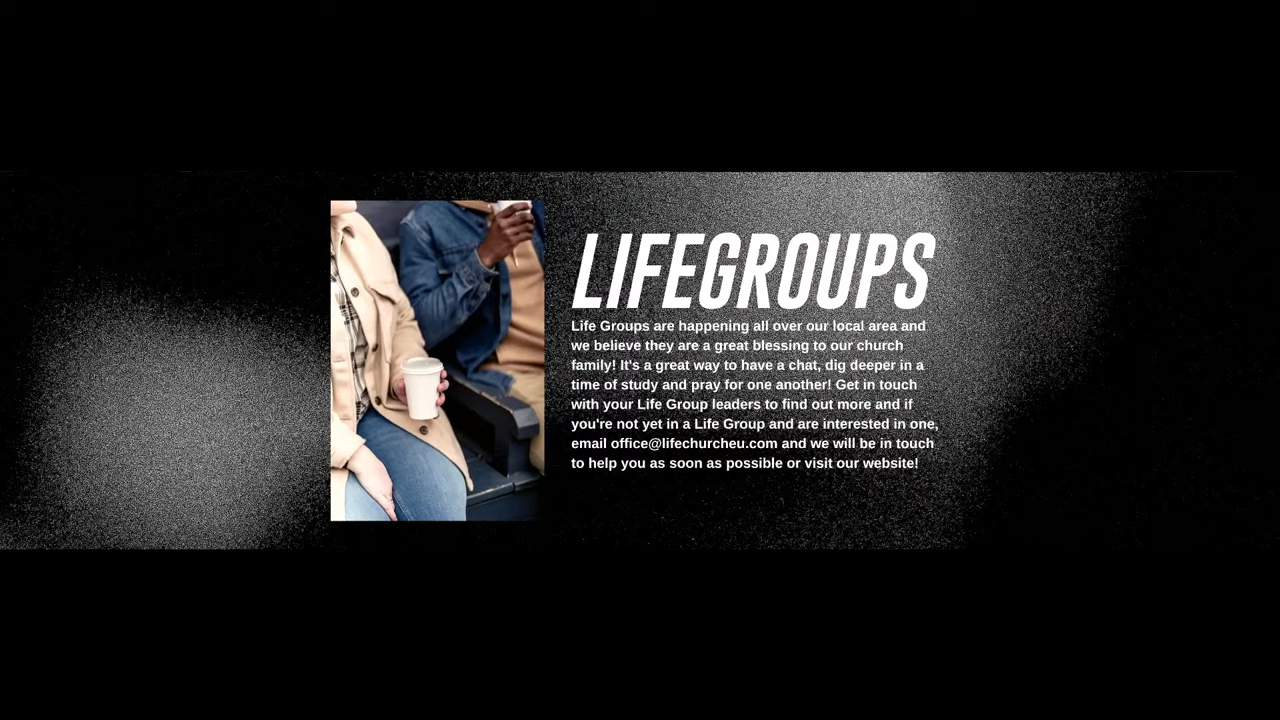 LIFEGROUPS
Life Groups are happening all over our local area and
we believe they are a great blessing to our church
family! It's a great way to have a chat, dig deeper in a
time of study and pray for one another! Get in touch
with your Life Group leaders to find out more and if
you're not yet in a Life Group and are interested in one,
email office@lifechurcheu.com and we will be in touch
to help you as soon as possible or visit our website!